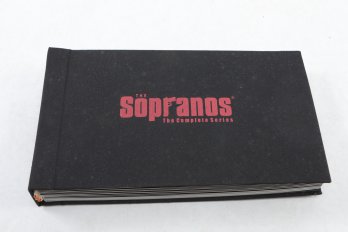 THE
Sopranos
The Complete Series